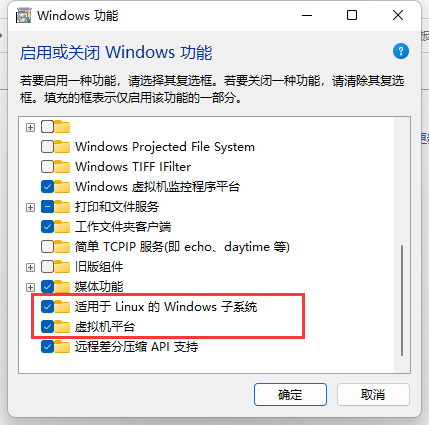 Windows 功能
启用或关闭 Windows 功能
若要启用一种功能，请选择其复选框。若要关闭一种功能，请清除其复选
框。填充的框表示仅启用该功能的一部分。
Windows Projected File System
Windows TIFF IFilter
Windows 虚拟机监控程序平台
打印和文件服务
工作文件夹客户端
简单 TCPIP 服务(即 echo、daytime 等)
旧版组件
媒体功能
适用于 Linux 的 Windows 子系统
虚拟机平台
远程差分压缩 API 支持
确定
取消